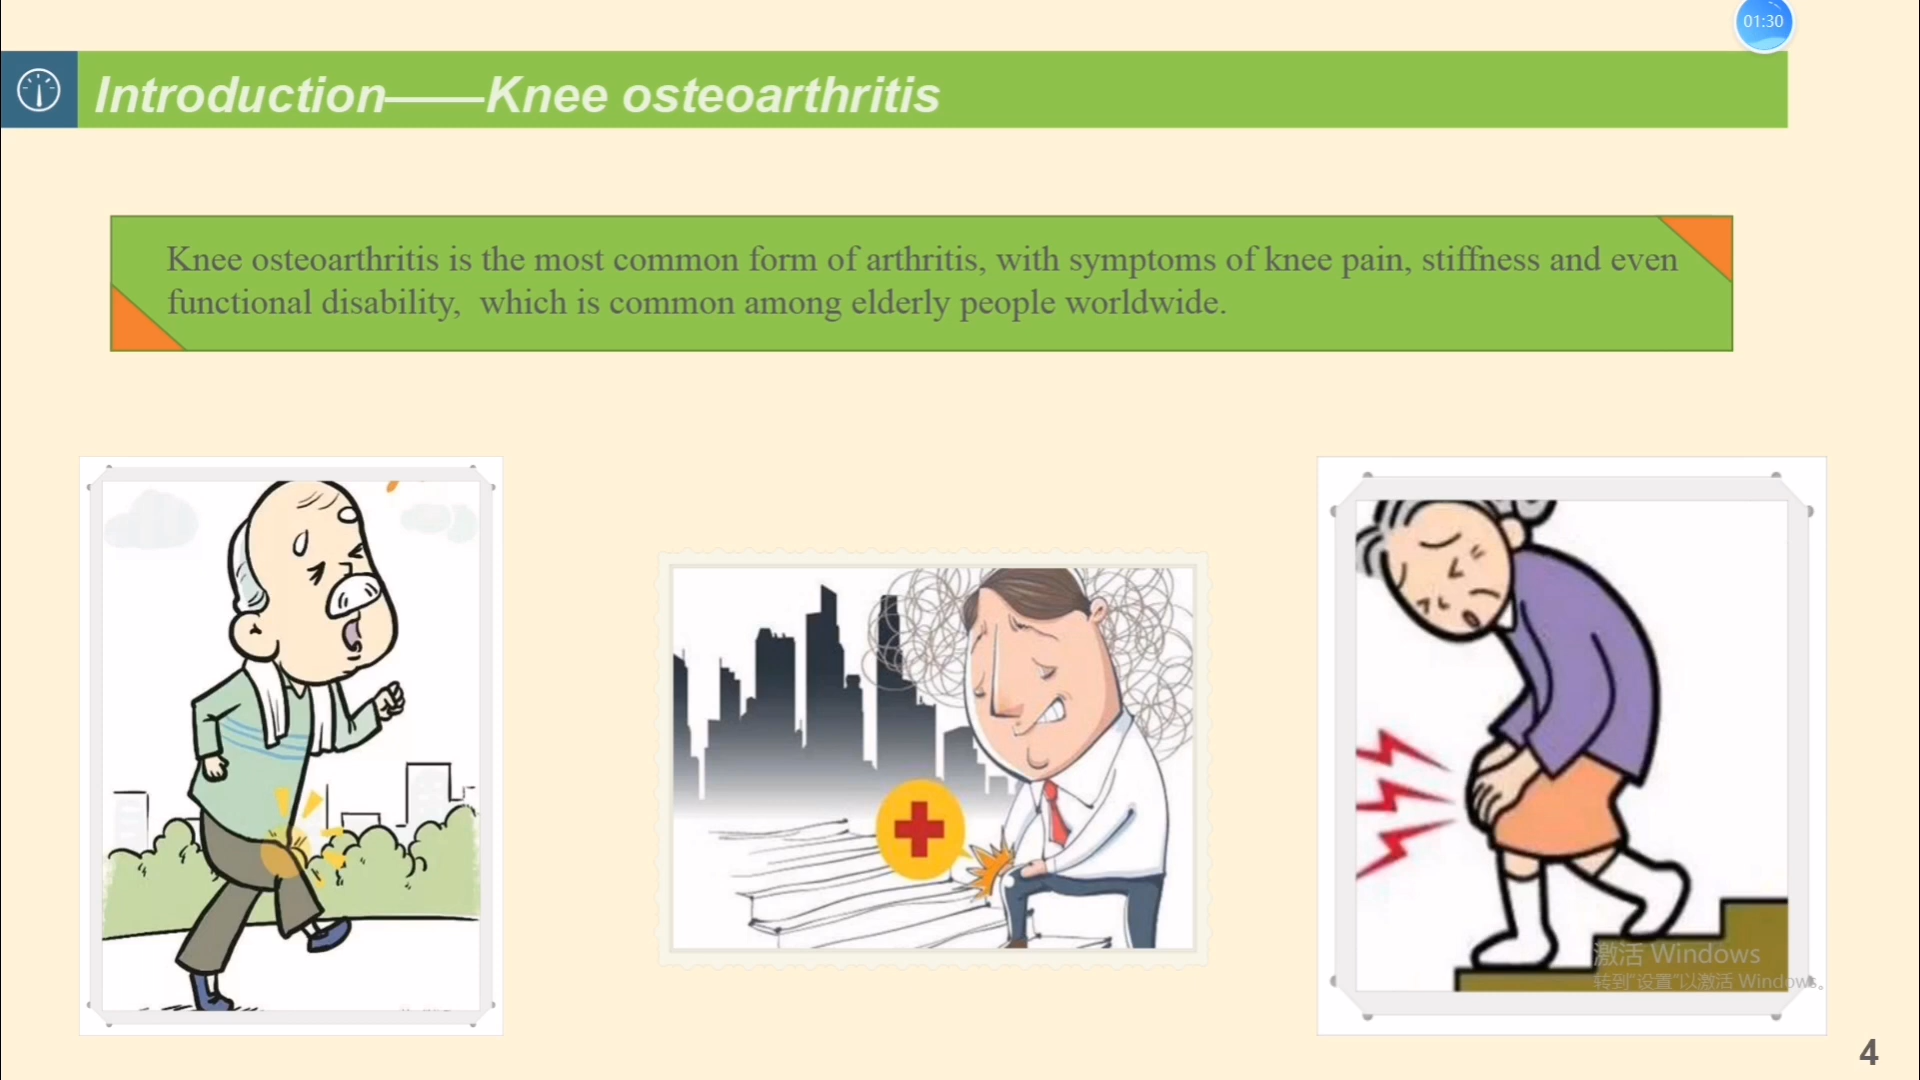 01:30
Introduction——Knee osteoarthritis
Knee osteoarthritis is the most common form of arthritis, with symptoms of knee pain, stiffness and even
functional disability,  which is common among elderly people worldwide.
激活 Windows
转到"设置"以激活 Windows。
4